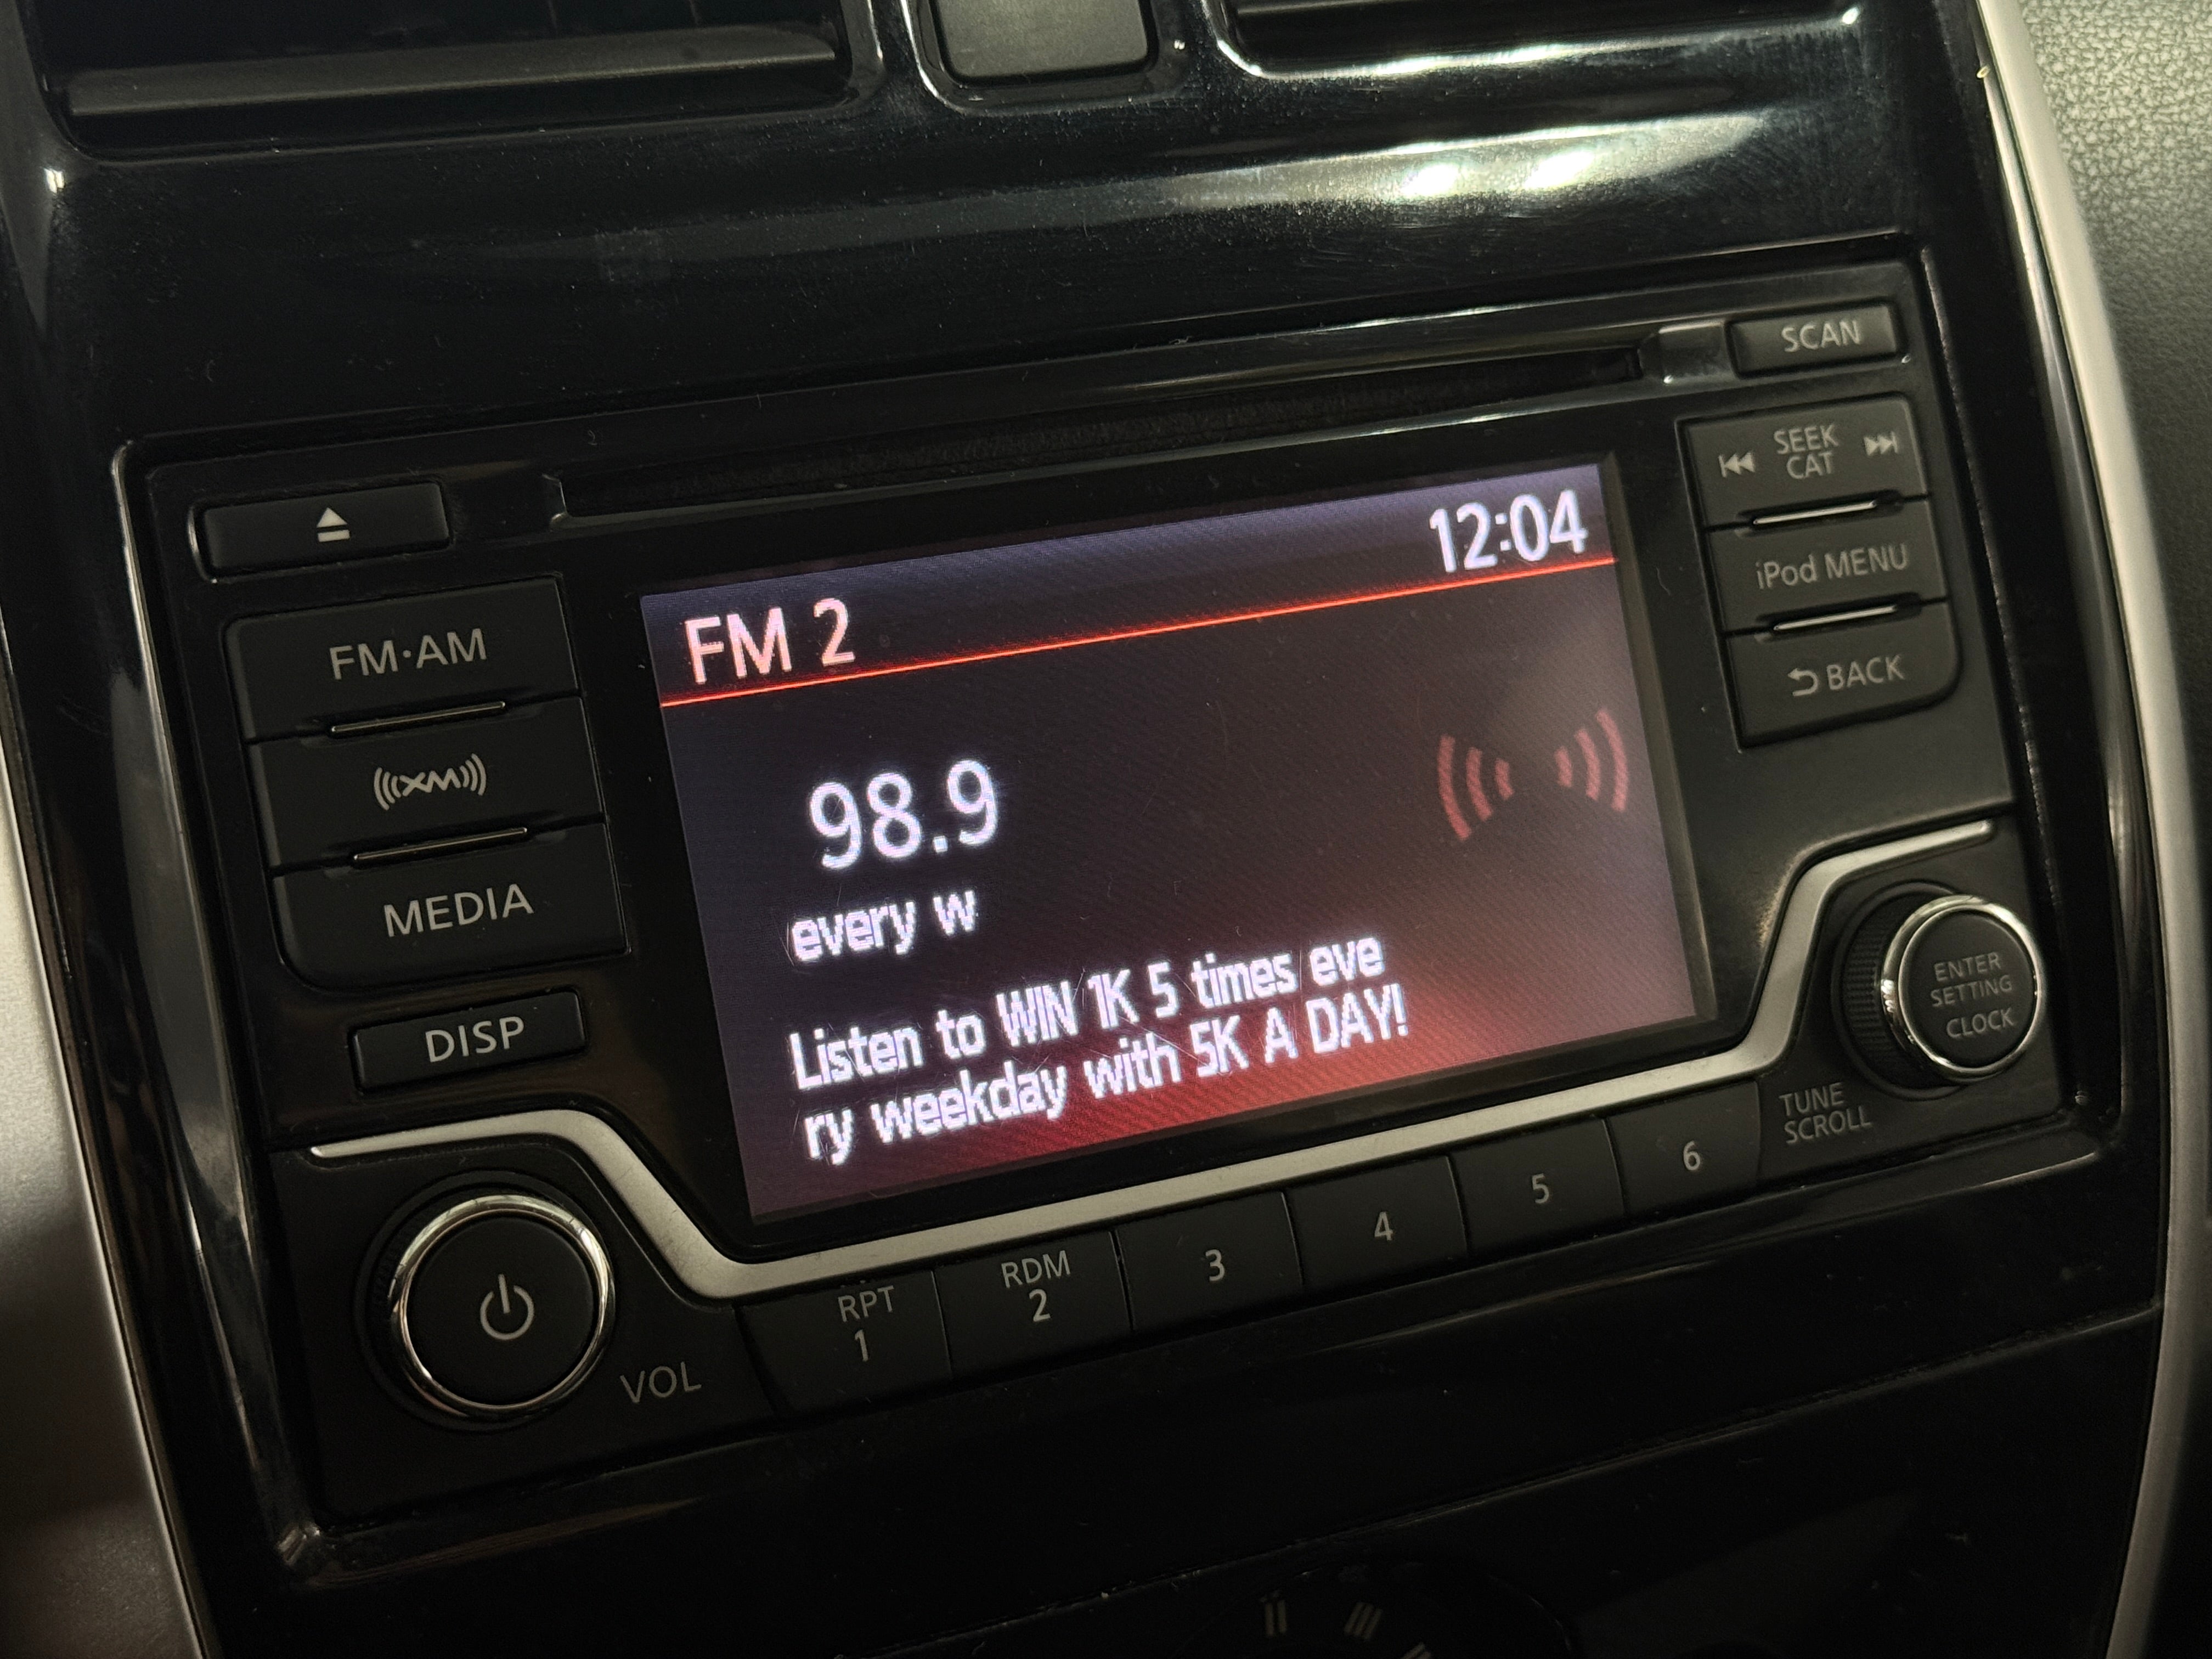 SCAN
SEEK
CAT
iPod MENU
BACK
FM·AM
XM
MEDIA
DISP
12:04
FM 2
98.9
every w
Listen to WIN 1K 5 times eve
ry weekday with 5K A DAY!
ENTER
SETTING
CLOCK
TUNE
SCROLL
VOL
RPT
1
RDM
2
3
4
5
6